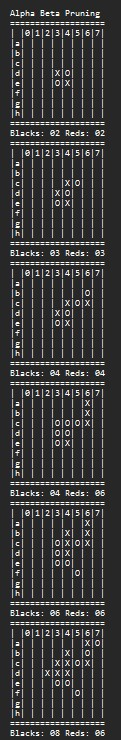 Alpha Beta Pruning
===================
| |0|1|2|3|4|5|6|7|
|a| | | | | | | | |
|b| | | | | | | | |
|c| | | | | | | | |
|d| | | |X|O| | | |
|e| | | |O|X| | | |
|f| | | | | | | | |
|g| | | | | | | | |
|h| | | | | | | | |
===================
Blacks: 02 Reds: 02
===================
| |0|1|2|3|4|5|6|7|
|a| | | | | | | | |
|b| | | | | | | | |
|c| | | | |X|O| | |
|d| | | |X|O| | | |
|e| | | |O|X| | | |
|f| | | | | | | | |
|g| | | | | | | | |
|h| | | | | | | | |
===================
Blacks: 03 Reds: 03
===================
| |0|1|2|3|4|5|6|7|
|a| | | | | | | | |
|b| | | | | | |O| |
|c| | | | |X|O|X| |
|d| | | |X|O| | | |
|e| | | |O|X| | | |
|f| | | | | | | | |
|g| | | | | | | | |
|h| | | | | | | | |
===================
Blacks: 04 Reds: 04
===================
| |0|1|2|3|4|5|6|7|
|a| | | | | | |X| |
|b| | | | | | |X| |
|c| | | |O|O|O|X| |
|d| | | |O|O| | | |
|e| | | |O|X| | | |
|f| | | | | | | | |
|g| | | | | | | | |
|h| | | | | | | | |
===================
Blacks: 04 Reds: 06
===================
| |0|1|2|3|4|5|6|7|
|a| | | | | | |X| |
|b| | | | |X| |X| |
|c| | | |O|X|O|X| |
|d| | | |O|X| | | |
|e| | | |O|O| | | |
|f| | | | | |O| | |
|g| | | | | | | | |
|h| | | | | | | | |
===================
Blacks: 06 Reds: 06
===================
| |0|1|2|3|4|5|6|7|
|a| | | | | | |X|O|
|b| | | | |X| |O| |
|c| | | |X|X|O|X| |
|d| | |X|X|X| | | |
|e| | | |O|O| | | |
|f| | | | | |O| | |
|g| | | | | | | | |
|h| | | | | | | | |
===================
Blacks: 08 Reds: 06
===================